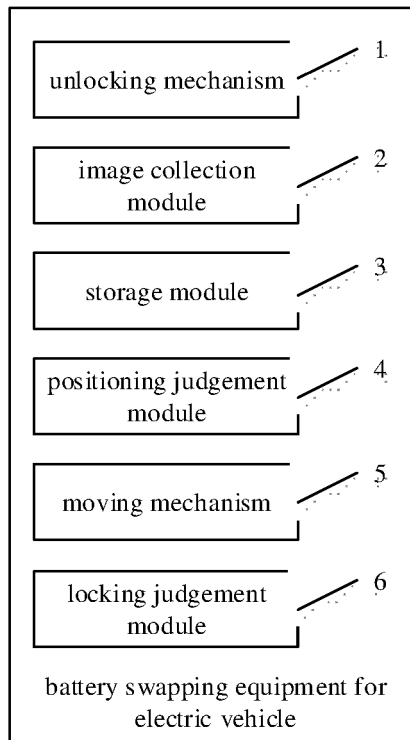 1
unlocking mechanism
2
image collection
module
3
storage module
4
positioning judgement
module
5
moving mechanism
6
locking judgement
module
battery swapping equipment for
electric vehicle